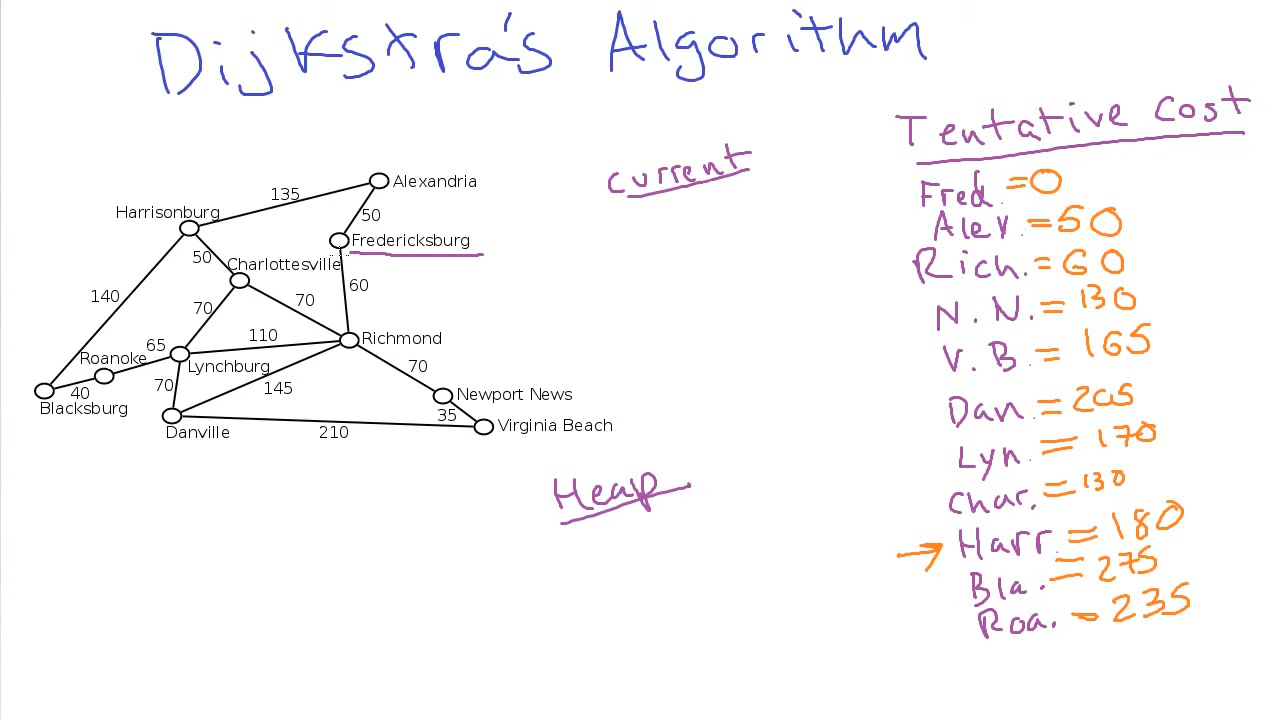 Dijkstra's Algorithm
Tentative Cost
current
Alexandria
135
Harrisonburg
50
Fredericksburg
50
Charlottesville
60
140
70
70
110
Richmond
65
Roanoke
Lynchburg
70
40
70
145
Newport News
Blacksburg
35
Virginia Beach
Danville
210
Heap
Fred. = 0
Alex. = 50
Rich. = 60
N. N. = 130
V. B = 165
Dan. = 205
Lyn. = 170
Char. = 130
→ Harr. = 180
Bla. = 275
Roa. = 235